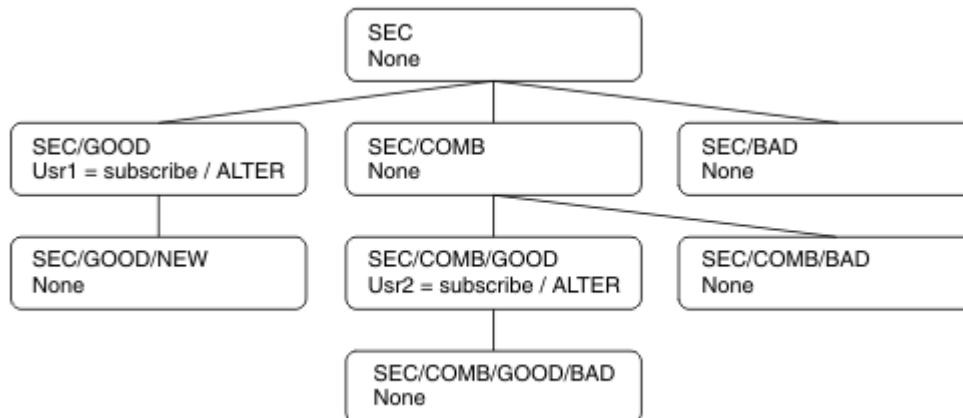 SEC
None
SEC/GOOD
Usr1 = subscribe / ALTER
SEC/COMB
None
SEC/BAD
None
SEC/GOOD/NEW
None
SEC/COMB/GOOD
Usr2 = subscribe / ALTER
SEC/COMB/BAD
None
SEC/COMB/GOOD/BAD
None